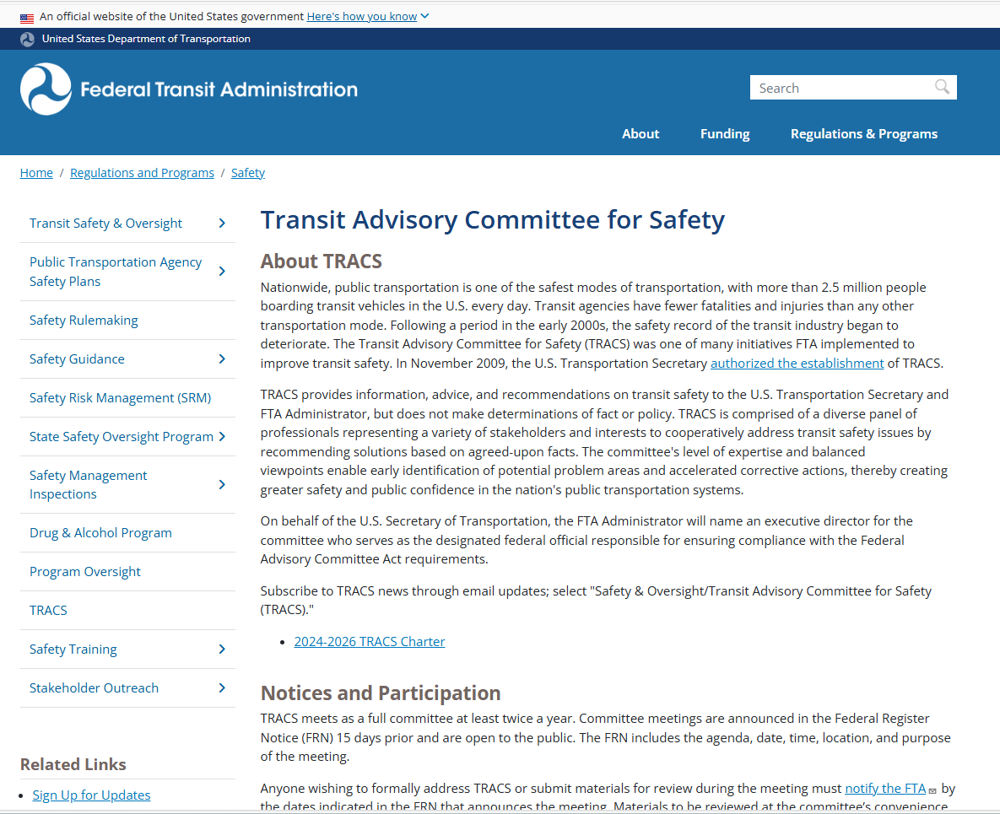 An official website of the United States government Here's how you know
United States Department of Transportation
Federal Transit Administration
Search
About Funding Regulations & Programs
Home / Regulations and Programs / Safety
Transit Safety & Oversight
Public Transportation Agency
Safety Plans
Safety Rulemaking
Safety Guidance
Safety Risk Management (SRM)
State Safety Oversight Program
Safety Management
Inspections
Drug & Alcohol Program
Program Oversight
TRACS
Safety Training
Stakeholder Outreach
Related Links
• Sign Up for Updates
Transit Advisory Committee for Safety
About TRACS
Nationwide, public transportation is one of the safest modes of transportation, with more than 2.5 million people
boarding transit vehicles in the U.S. every day. Transit agencies have fewer fatalities and injuries than any other
transportation mode. Following a period in the early 2000s, the safety record of the transit industry began to
deteriorate. The Transit Advisory Committee for Safety (TRACS) was one of many initiatives FTA implemented to
improve transit safety. In November 2009, the U.S. Transportation Secretary authorized the establishment of TRACS.
TRACS provides information, advice, and recommendations on transit safety to the U.S. Transportation Secretary and
FTA Administrator, but does not make determinations of fact or policy. TRACS is comprised of a diverse panel of
professionals representing a variety of stakeholders and interests to cooperatively address transit safety issues by
recommending solutions based on agreed-upon facts. The committee's level of expertise and balanced
viewpoints enable early identification of potential problem areas and accelerated corrective actions, thereby creating
greater safety and public confidence in the nation's public transportation systems.
On behalf of the U.S. Secretary of Transportation, the FTA Administrator will name an executive director for the
committee who serves as the designated federal official responsible for ensuring compliance with the Federal
Advisory Committee Act requirements.
Subscribe to TRACS news through email updates; select "Safety & Oversight/Transit Advisory Committee for Safety
(TRACS)."
• 2024-2026 TRACS Charter
Notices and Participation
TRACS meets as a full committee at least twice a year. Committee meetings are announced in the Federal Register
Notice (FRN) 15 days prior and are open to the public. The FRN includes the agenda, date, time, location, and purpose
of the meeting.
Anyone wishing to formally address TRACS or submit materials for review during the meeting must notify the FTA by
the dates indicated in the FRN that announces the meeting. Materials to be reviewed at the committee's convenience